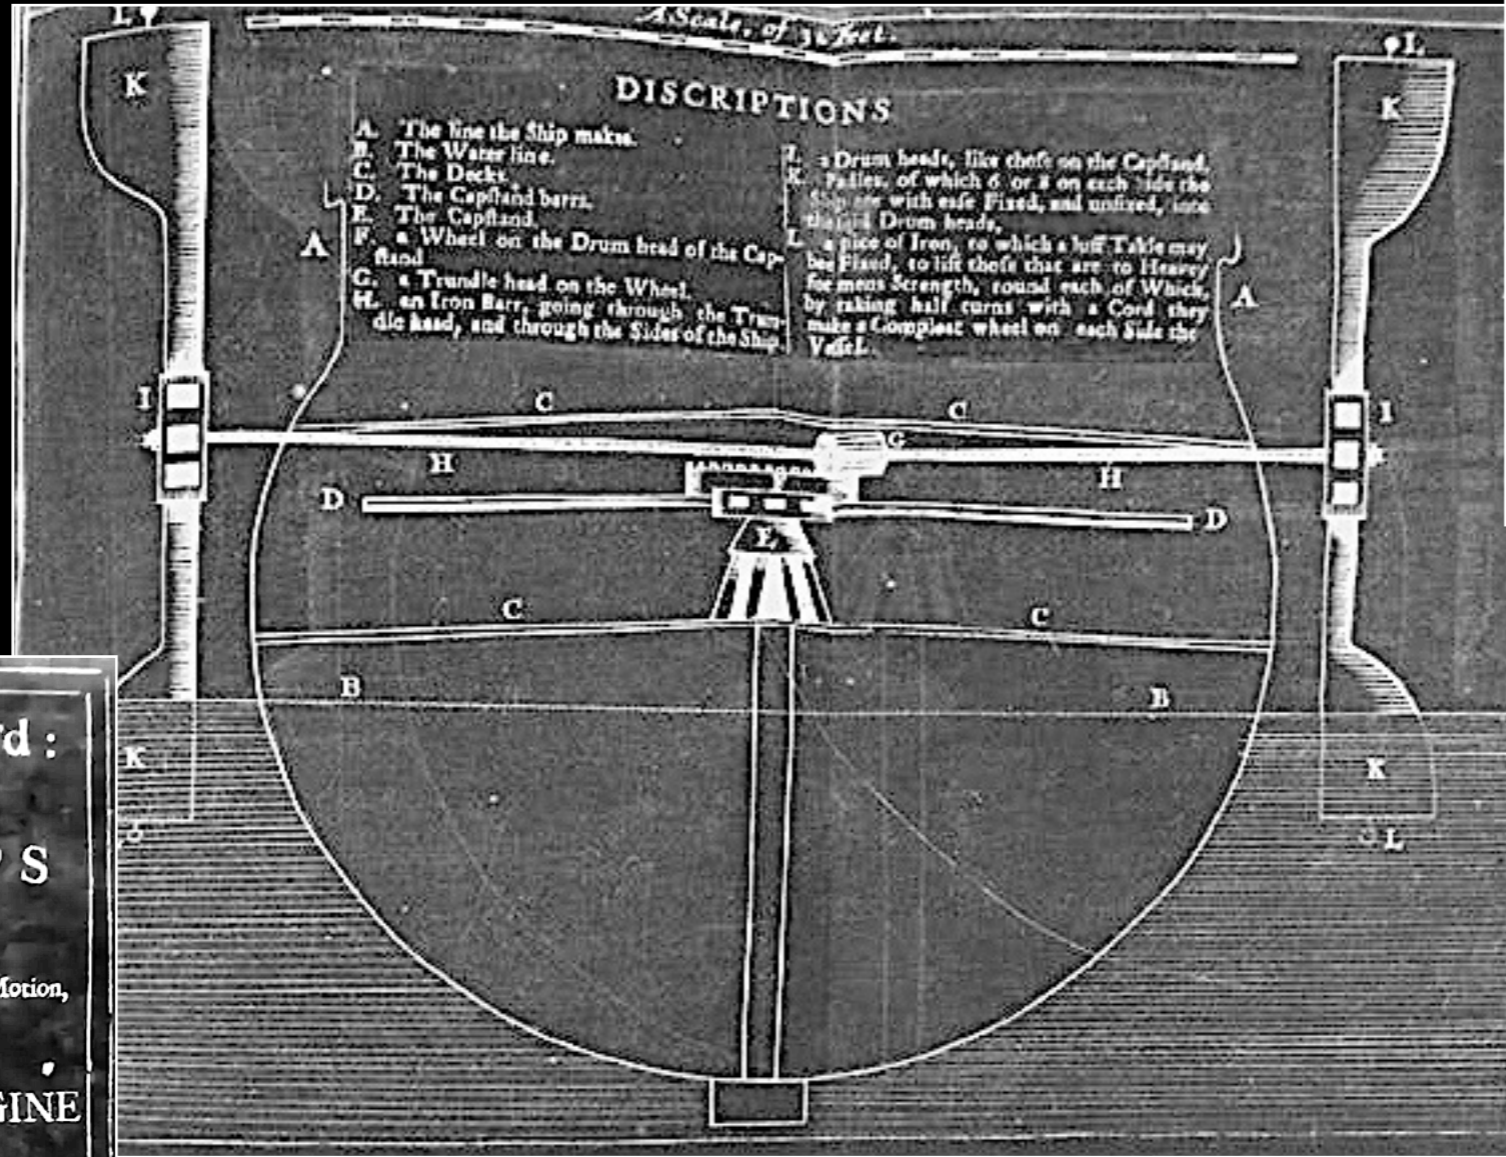 L
A Scale, of 30 feet.
L
K
K
DISCRIPTIONS
A. The line the Ship makes.
B. The Water line.
C. The Decks.
D. The Capſtand barrs.
E. The Capſtand.
F. a Wheel on the Drum head of the Cap-
ſtand
G. a Trundle head on the Wheel.
H. an Iron Barr, going through the Trun-
dle head, and through the Sides of the Ship.
I. a Drum heads, like thoſe on the Capſtand.
K. Padles, of which 6 or 8 on each Side the
Ship are with eaſe Fixed, and unfixed, into
the ſaid Drum heads.
L. a pice of Iron, to which a luff Takle may
bee Fixed, to lift thoſe that are to Heavey
for mens Strength, round each of Which,
by taking half turns with a Cord they
make a Compleat wheel on each Side the
Veſſel.
A
A
I
C
C
I
G
H
H
D
D
E
C
C
B
B
K
K
L
'd :
S
Motion,
GINE